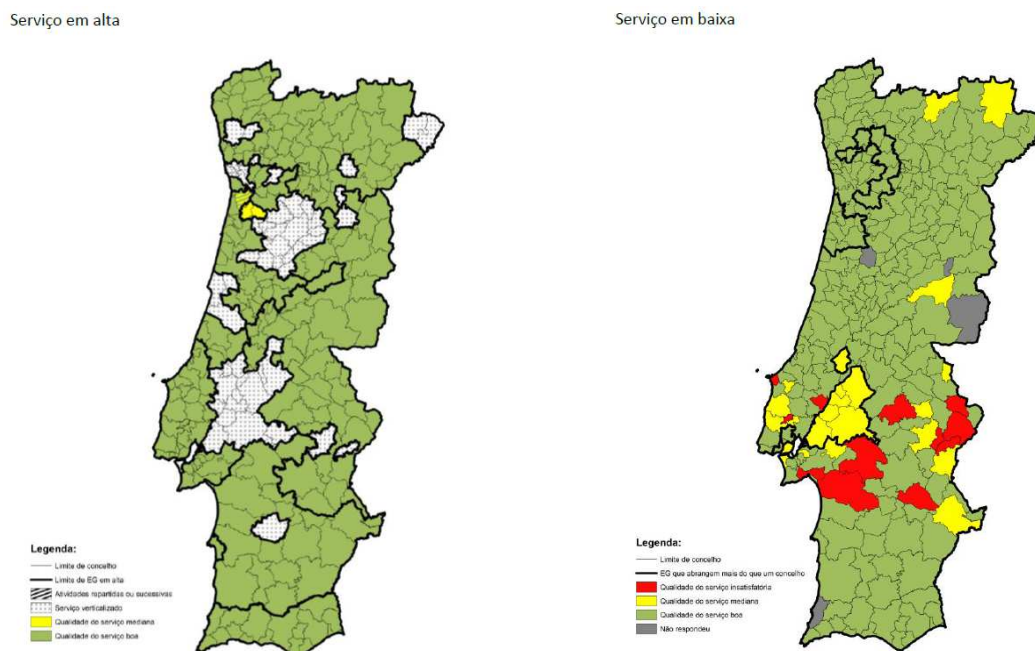 Serviço em alta
Serviço em baixa
Legenda:
Limite de concelho
Limite de EG em alta
Atividades repartidas ou sucessivas
Serviço verticalizado
Qualidade do serviço mediana
Qualidade do serviço boa
Legenda:
Limite de concelho
EG que abrangem mais do que um concelho
Qualidade do serviço insatisfatória
Qualidade do serviço mediana
Qualidade do serviço boa
Não respondeu